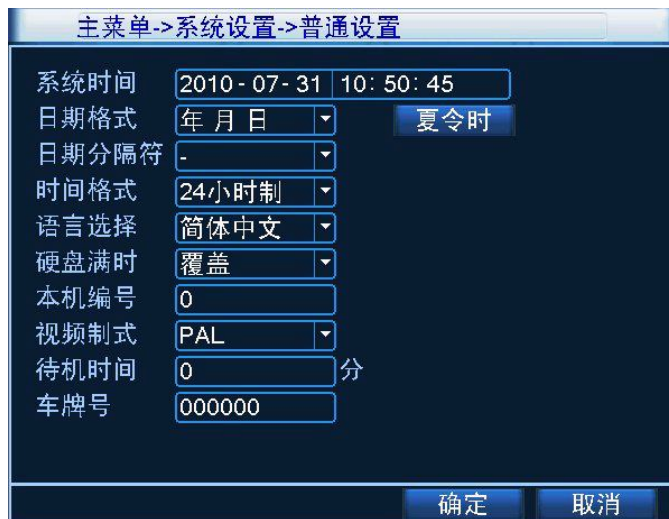 主菜单->系统设置->普通设置
系统时间 2010-07-31 10:50:45
日期格式 年 月 日 夏令时
日期分隔符 -
时间格式 24小时制
语言选择 简体中文
硬盘满时 覆盖
本机编号 0
视频制式 PAL
待机时间 0 分
车牌号 000000
确定 取消